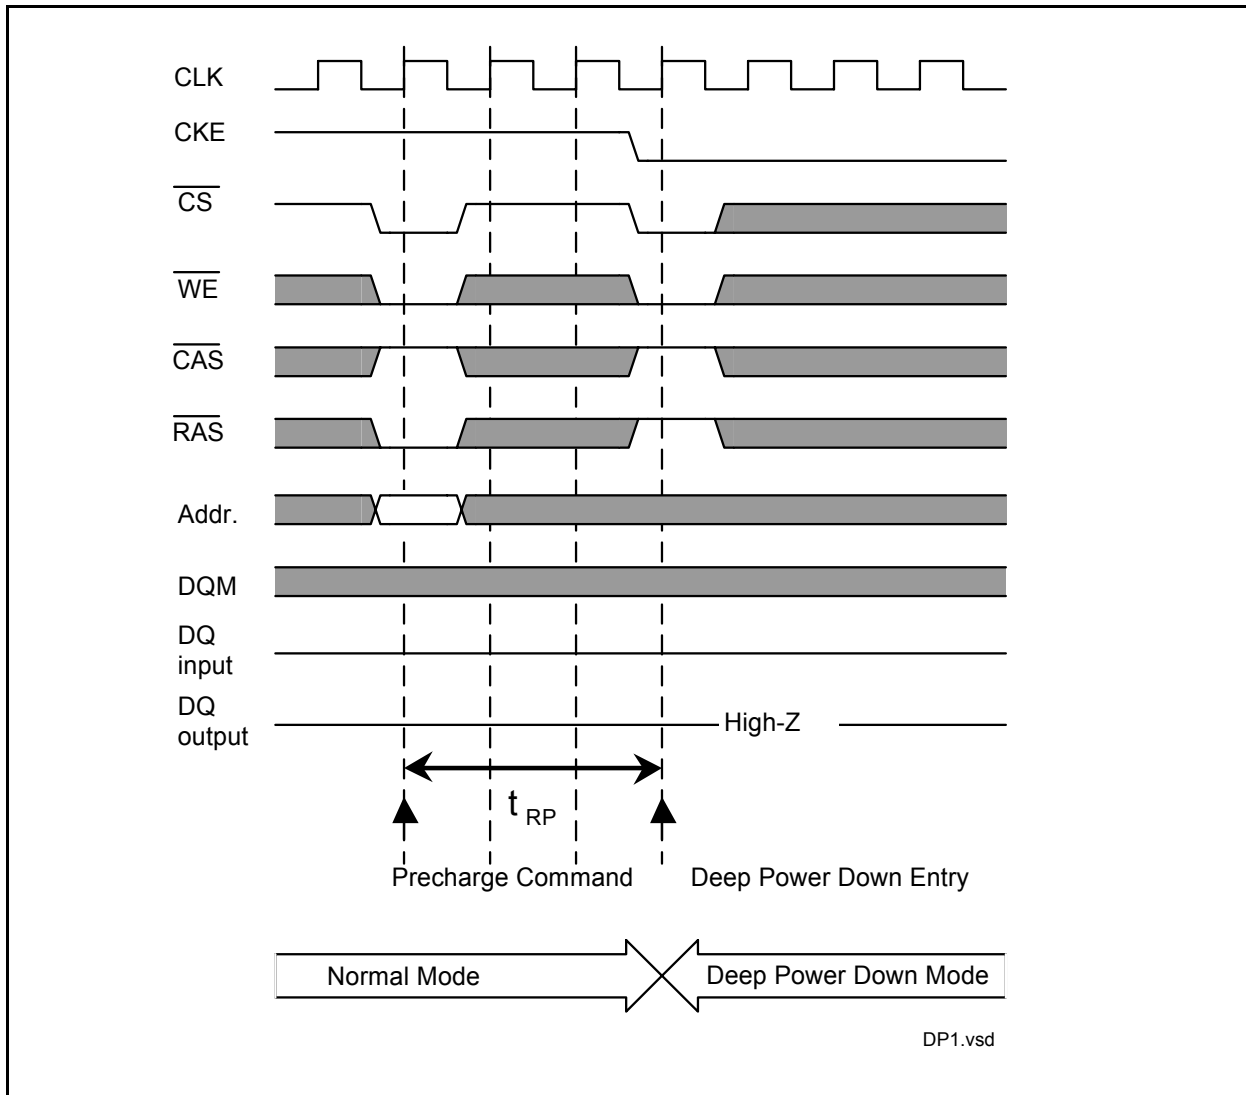 CLK
CKE
CS
WE
CAS
RAS
Addr.
DQM
DQ
input
DQ
output
High-Z
t RP
Precharge Command
Deep Power Down Entry
Normal Mode
Deep Power Down Mode
DP1.vsd